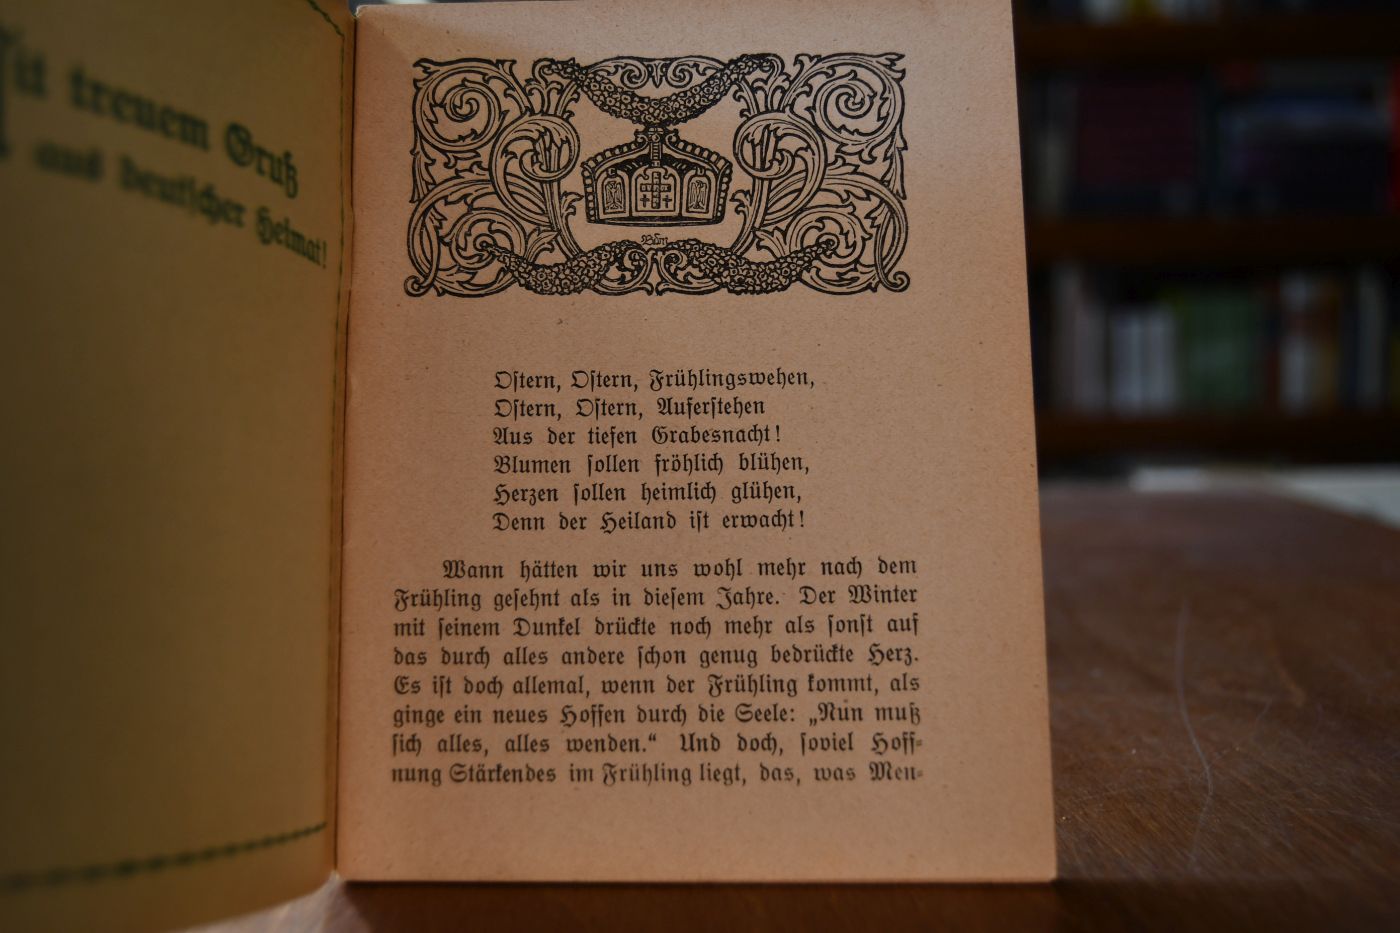 Mit treuem Gruß
aus deutscher Heimat!
Ostern, Ostern, Frühlingswehen,
Ostern, Ostern, Auferstehen
Aus der tiefen Grabesnacht!
Blumen sollen fröhlich blühen,
Herzen sollen heimlich glühen,
Denn der Heiland ist erwacht!
Wann hätten wir uns wohl mehr nach dem
Frühling gesehnt als in diesem Jahre. Der Winter
mit seinem Dunkel drückte noch mehr als sonst auf
das durch alles andere schon genug bedrückte Herz.
Es ist doch allemal, wenn der Frühling kommt, als
ginge ein neues Hoffen durch die Seele: „Nun muß
sich alles, alles wenden.“ Und doch, soviel Hoff-
nung Stärkendes im Frühling liegt, das, was Men-